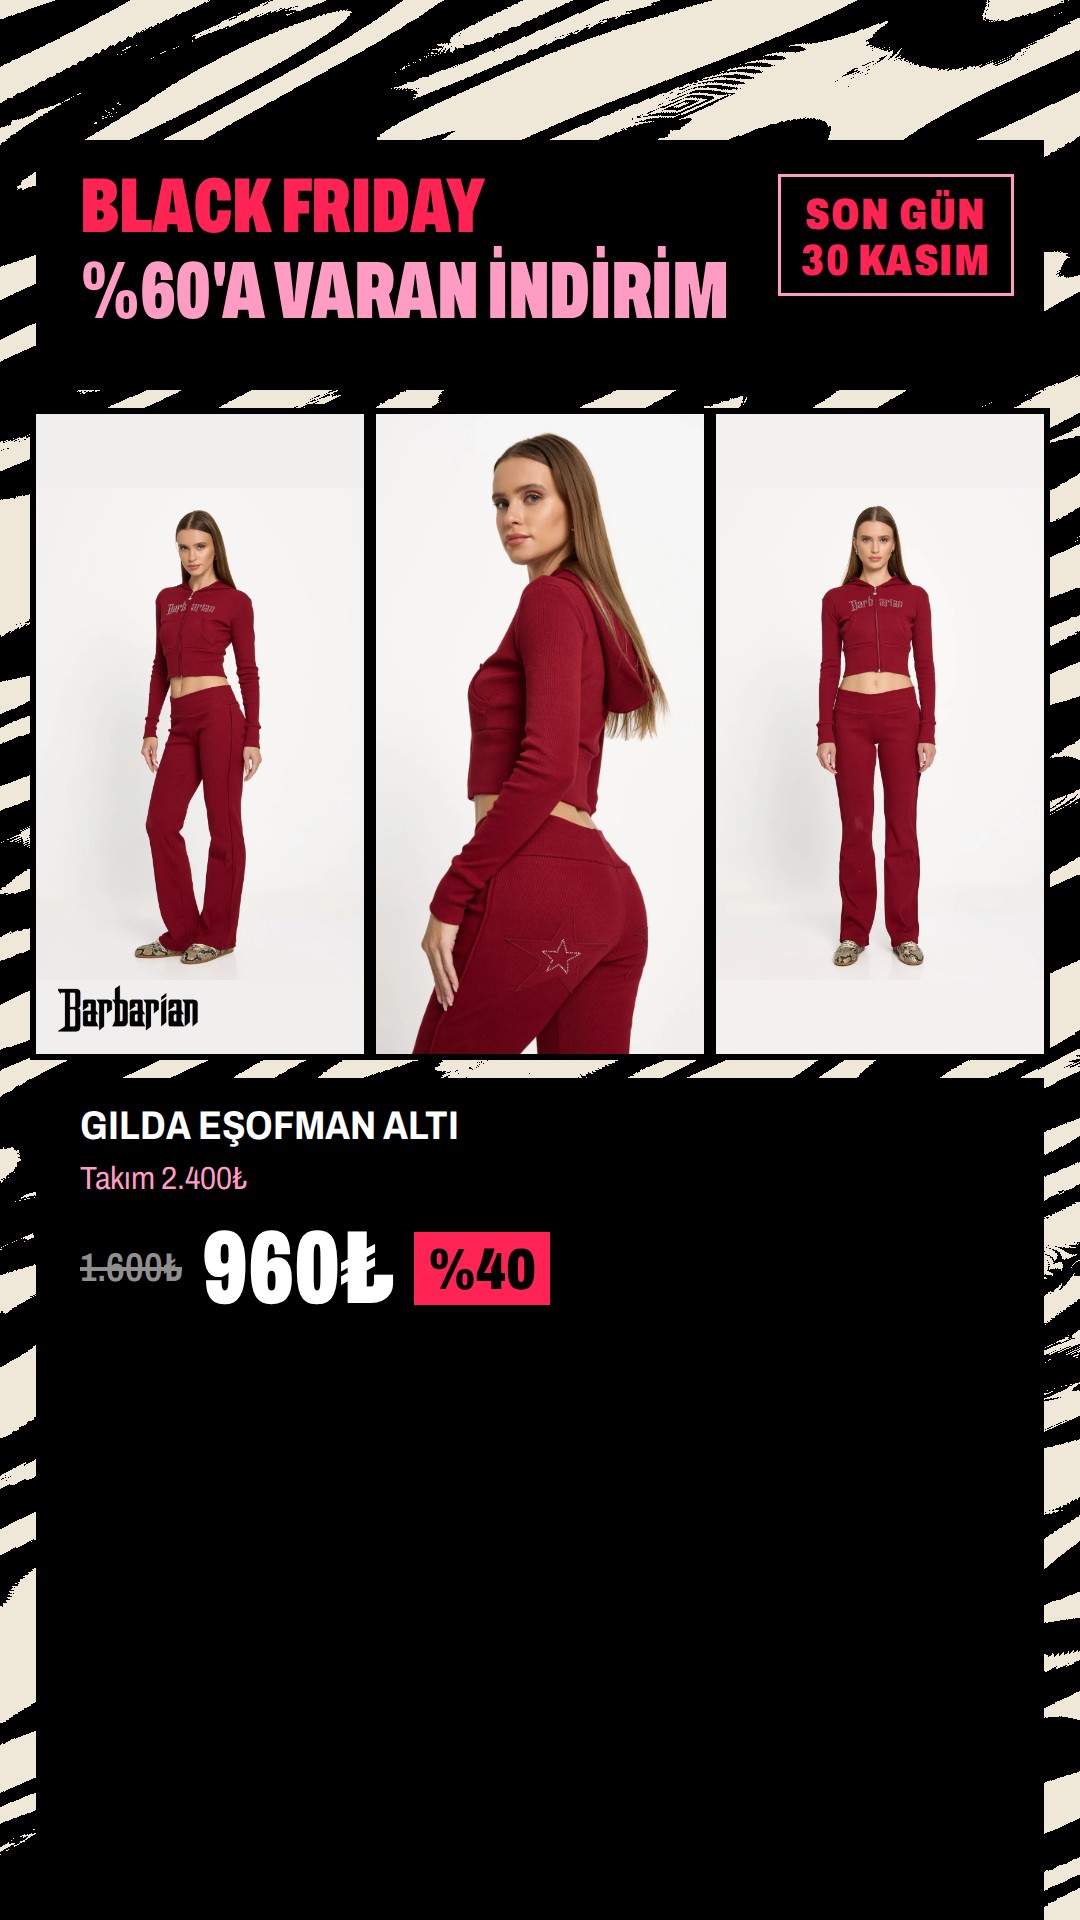 BLACK FRIDAY
%60'A VARAN İNDİRİM
SON GÜN
30 KASIM
Barbarian
Barbarian
Barbarian
GILDA EŞOFMAN ALTI
Takım 2.400₺
1.600₺ 960₺ %40